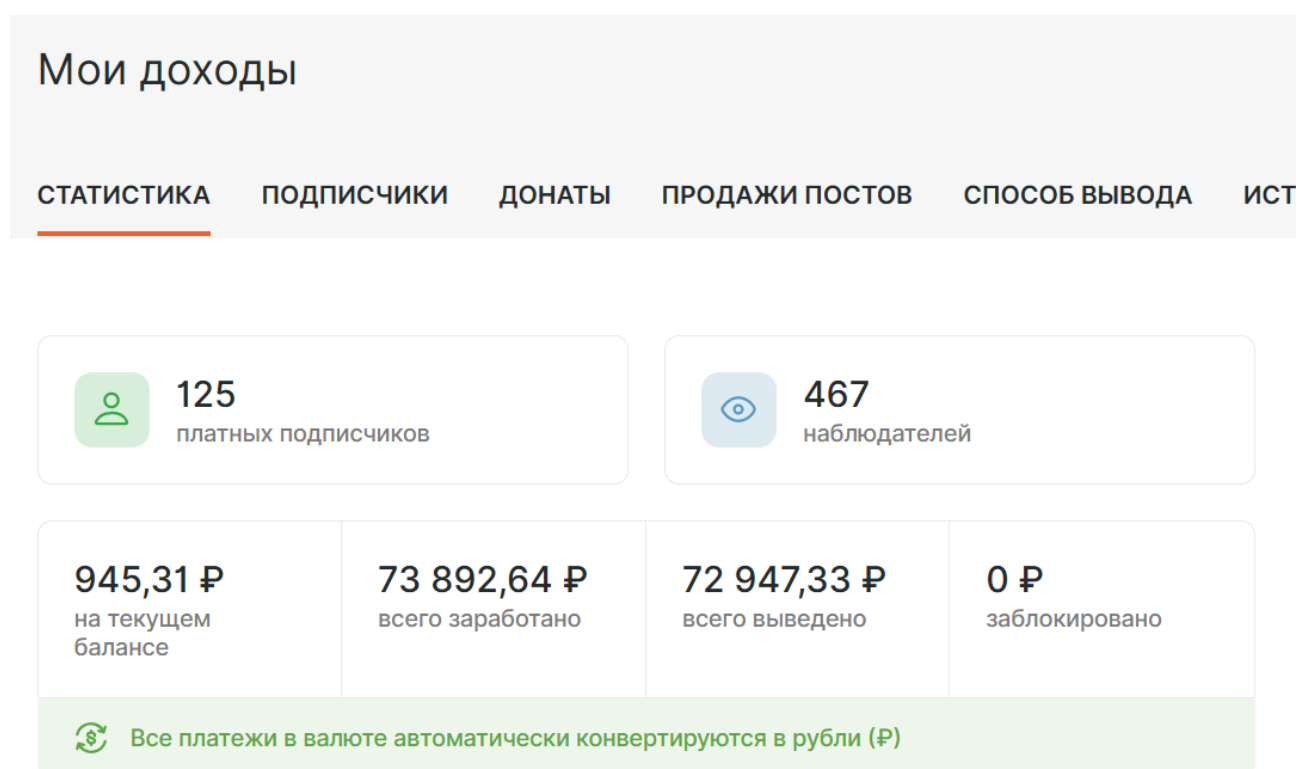 Мои доходы
СТАТИСТИКА ПОДПИСЧИКИ ДОНАТЫ ПРОДАЖИ ПОСТОВ СПОСОБ ВЫВОДА ИСТ
125
платных подписчиков
467
наблюдателей
945,31 ₽
на текущем
балансе
73 892,64 ₽
всего заработано
72 947,33 ₽
всего выведено
0 ₽
заблокировано
Все платежи в валюте автоматически конвертируются в рубли (₽)